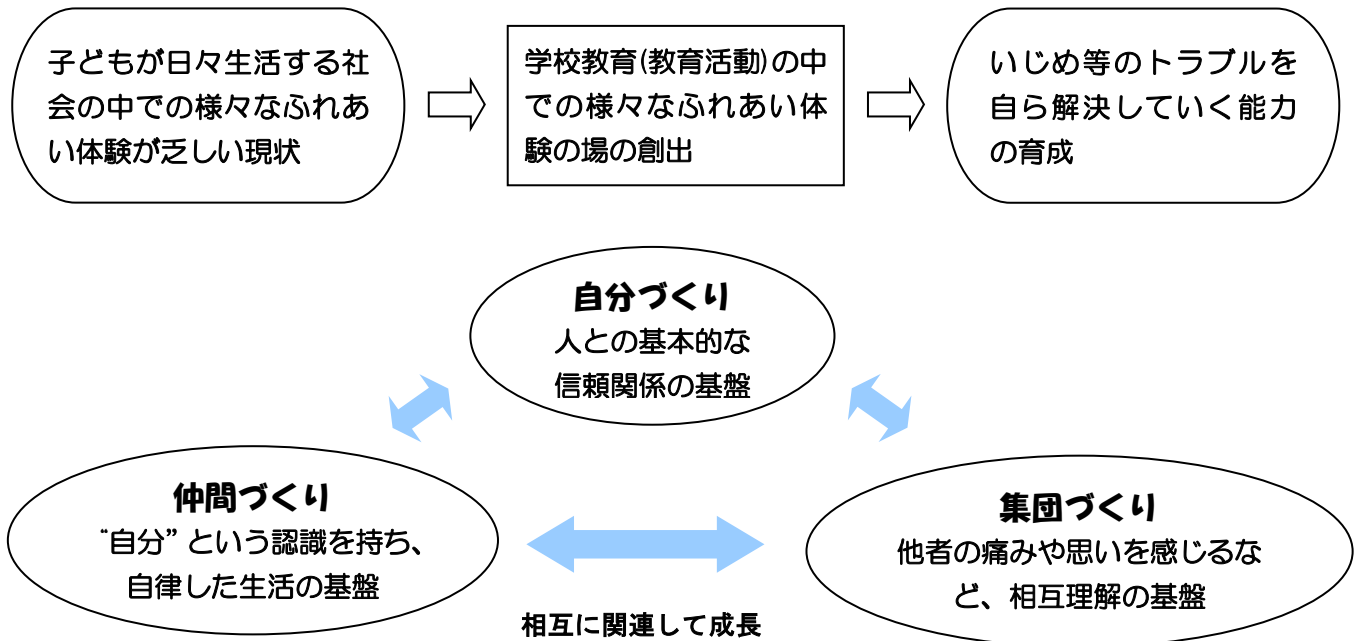 子どもが日々生活する社
会の中での様々なふれあ
い体験が乏しい現状
学校教育(教育活動)の中
での様々なふれあい体
験の場の創出
いじめ等のトラブルを
自ら解決していく能力
の育成
自分づくり
人との基本的な
信頼関係の基盤
仲間づくり
“自分” という認識を持ち、
自律した生活の基盤
集団づくり
他者の痛みや思いを感じるな
ど、相互理解の基盤
相互に関連して成長